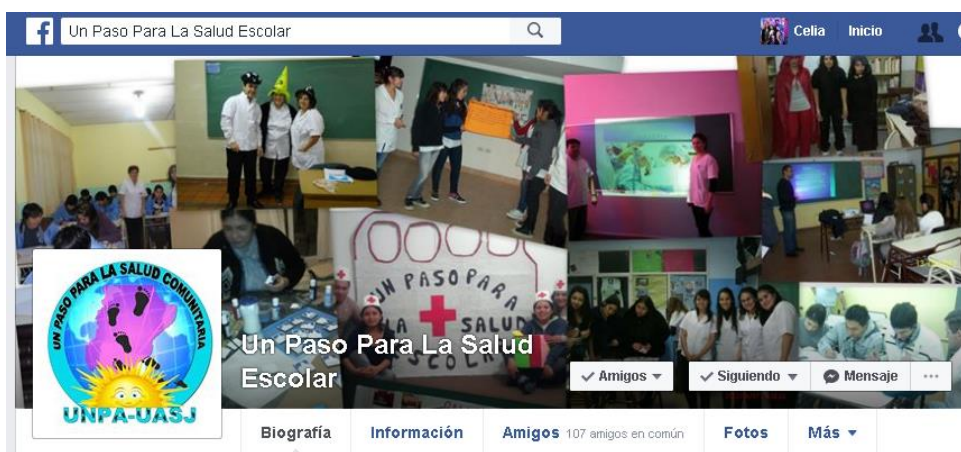 Un Paso Para La Salud Escolar
Celia Inicio
UN PASO PARA
LA SALUD
ESCOLAR
UN PASO PARA LA SALUD COMUNITARIA
UNPA-UASJ
Un Paso Para La Salud
Escolar
Amigos Siguiendo Mensaje ...
Biografía Información Amigos 107 amigos en común Fotos Más